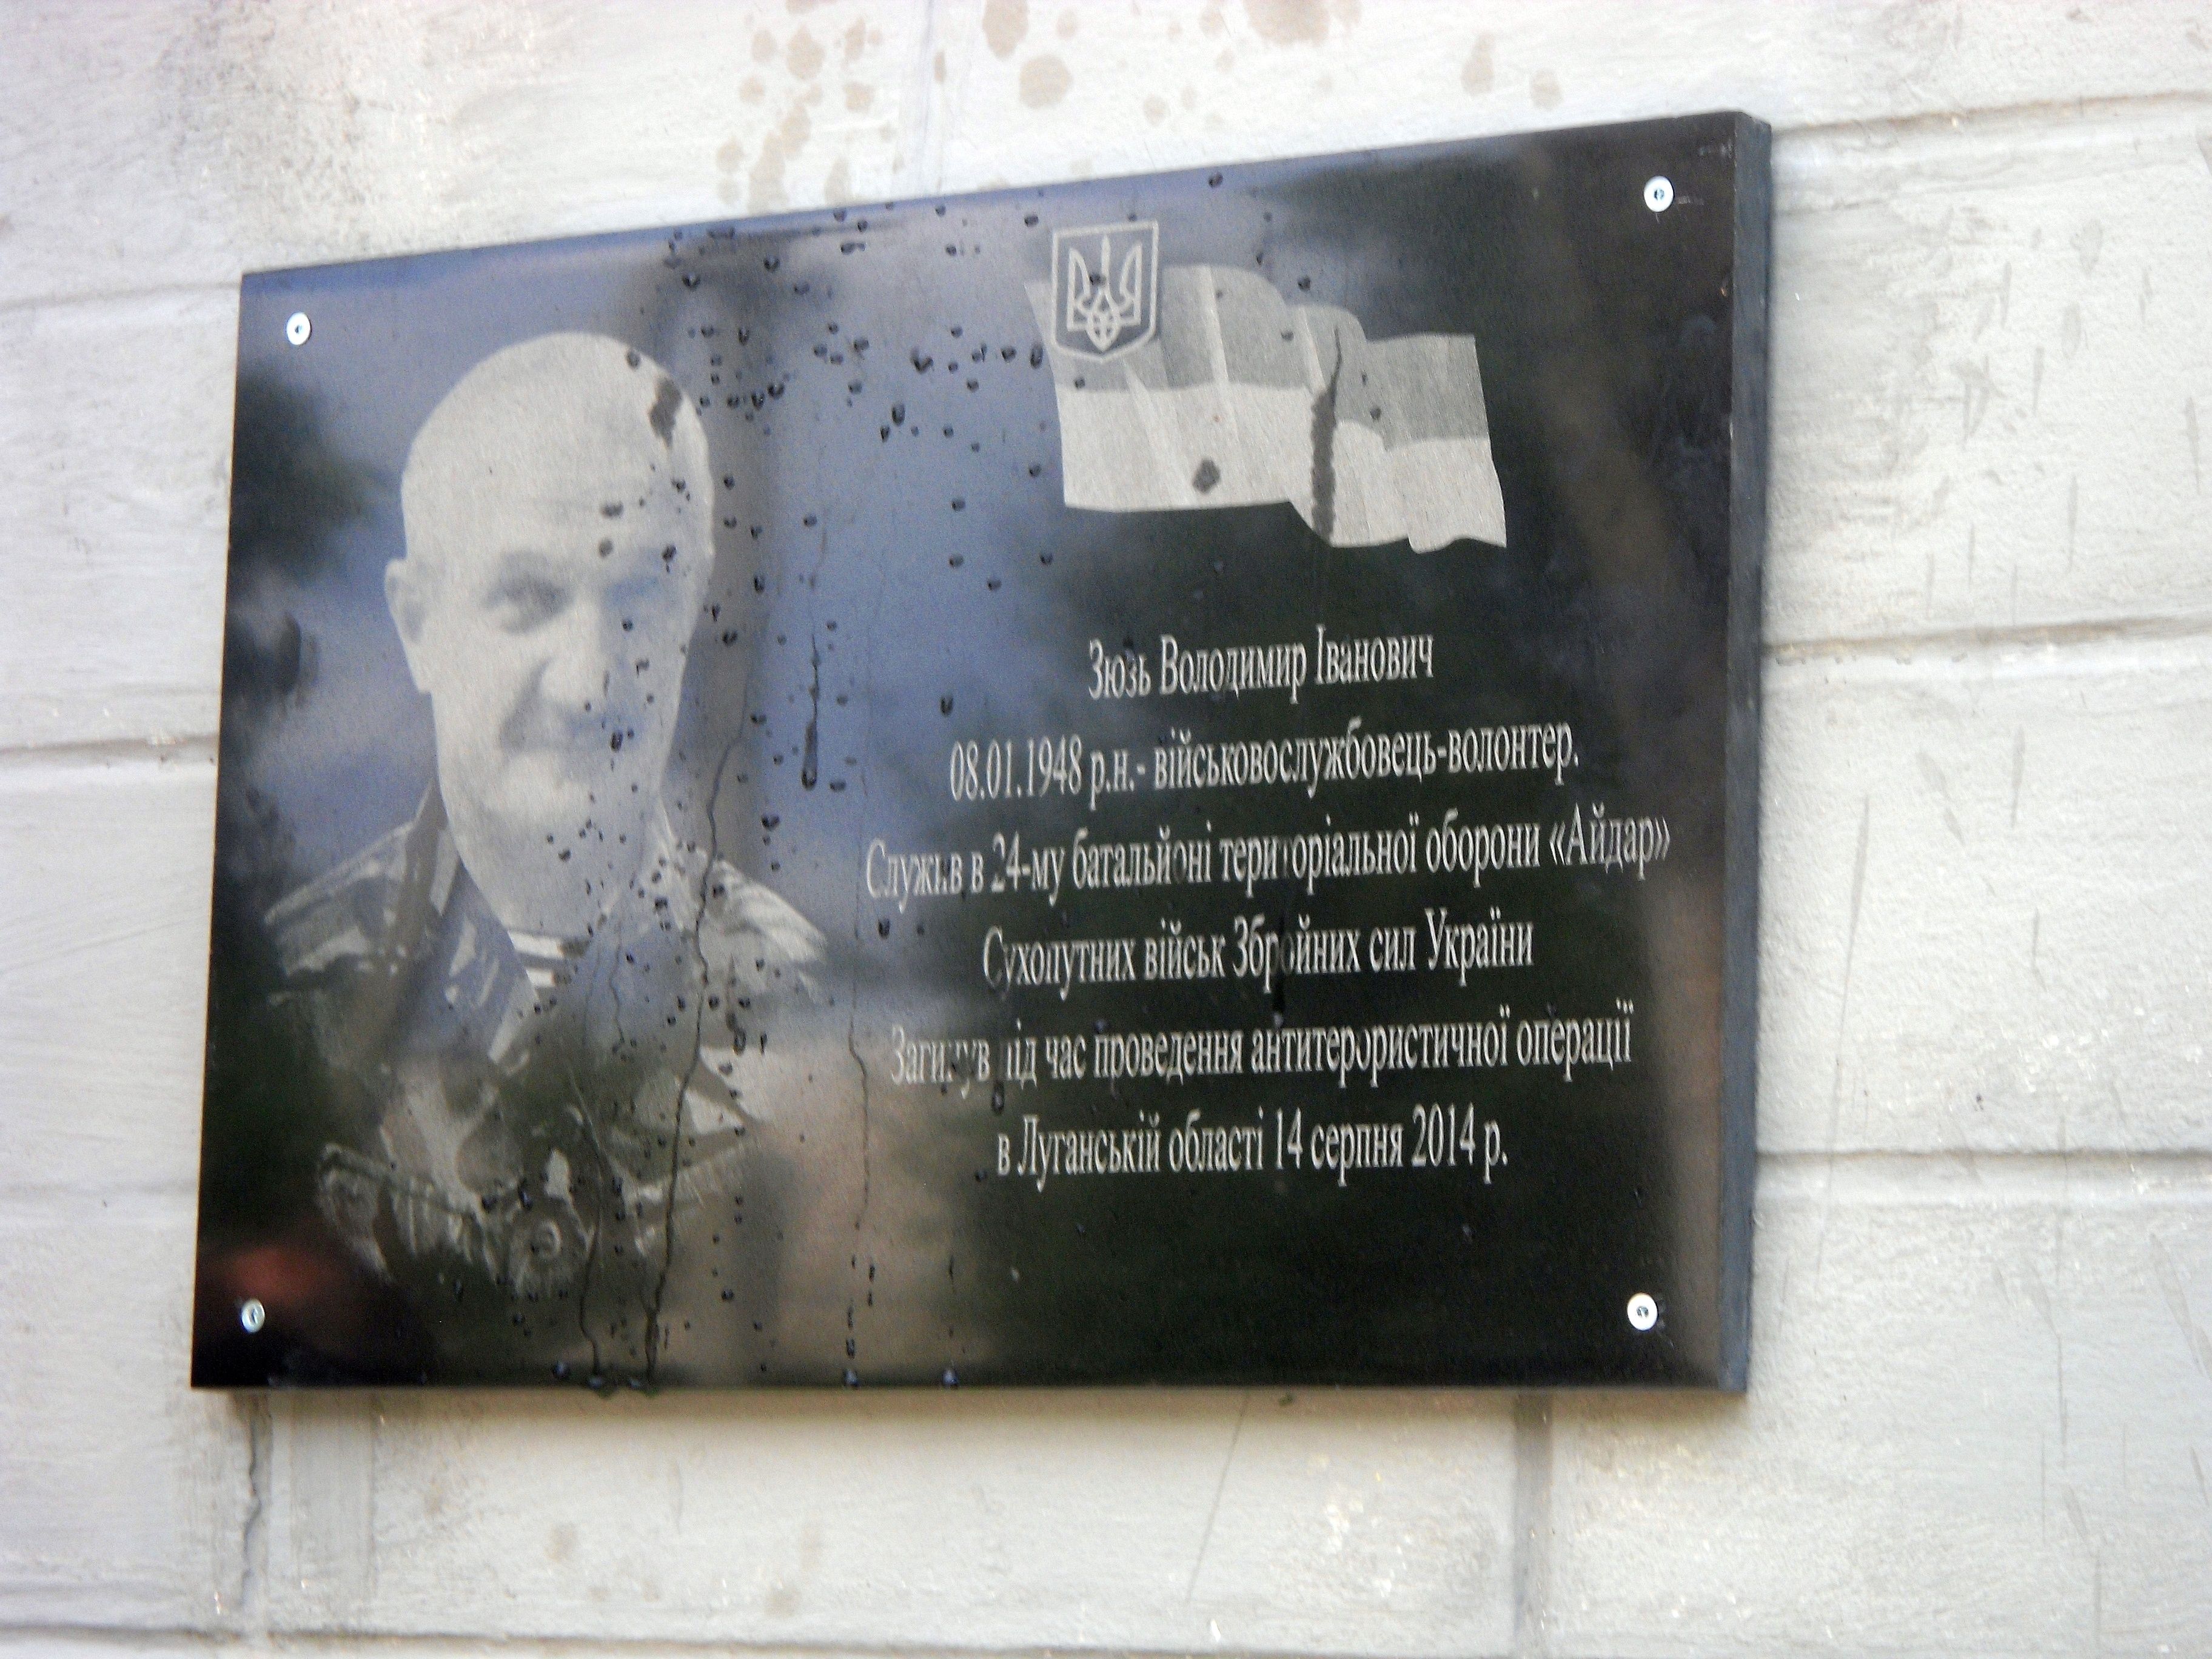 Зюзь Володимир Іванович
08.01.1948 р.н.- військовослужбовець-волонтер.
Служив в 24-му батальйоні територіальної оборони «Айдар»
Сухопутних військ Збройних сил України
Загинув під час проведення антитерористичної операції
в Луганській області 14 серпня 2014 р.